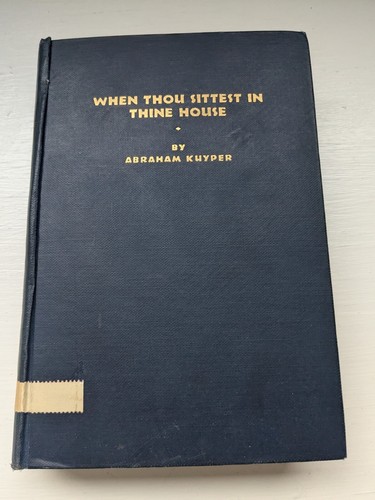 WHEN THOU SITTEST IN
THINE HOUSE
BY
ABRAHAM KUYPER